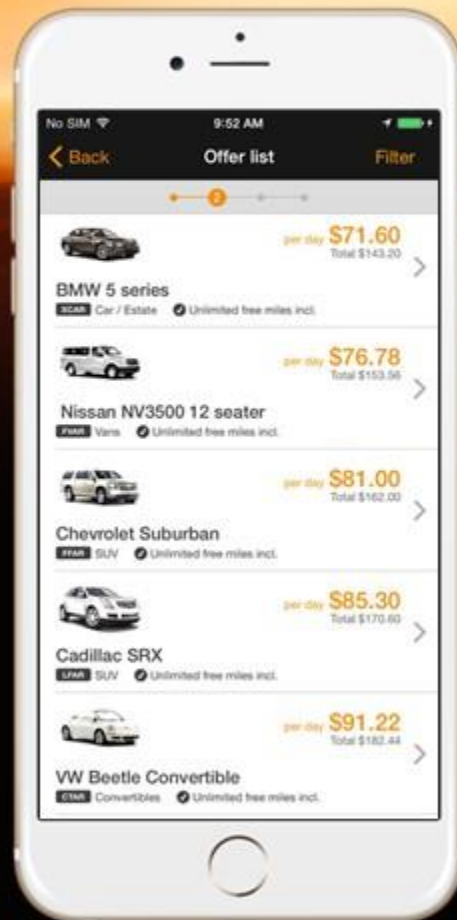 No SIM
9:52 AM
Back
Offer list
Filter
2
per day $71.60
Total $143.20
BMW 5 series
XCAR Car / Estate Unlimited free miles incl.
per day $76.78
Total $153.56
Nissan NV3500 12 seater
FVAR Vans Unlimited free miles incl.
per day $81.00
Total $162.00
Chevrolet Suburban
FFAR SUV Unlimited free miles incl.
per day $85.30
Total $170.60
Cadillac SRX
LFAR SUV Unlimited free miles incl.
per day $91.22
Total $182.44
VW Beetle Convertible
CTAR Convertibles Unlimited free miles incl.